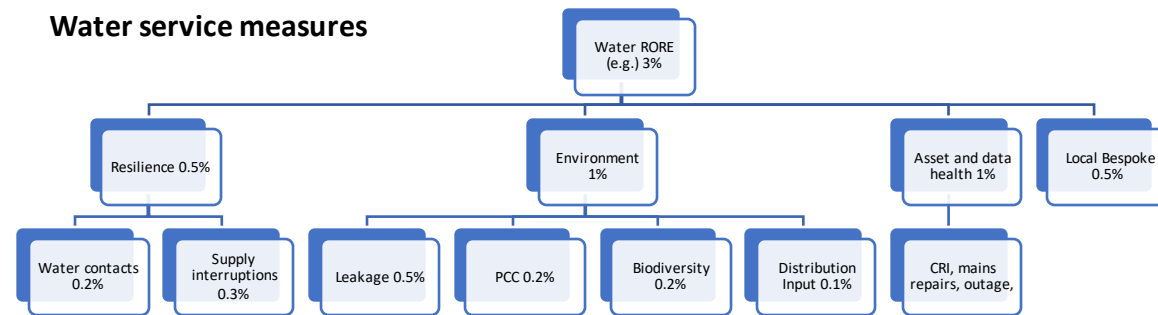 Water service measures
Water RORE
(e.g.) 3%
Resilience 0.5%
Environment
1%
Asset and data
health 1%
Local Bespoke
0.5%
Water contacts
0.2%
Supply
interruptions
0.3%
Leakage 0.5%
PCC 0.2%
Biodiversity
0.2%
Distribution
Input 0.1%
CRI, mains
repairs, outage,